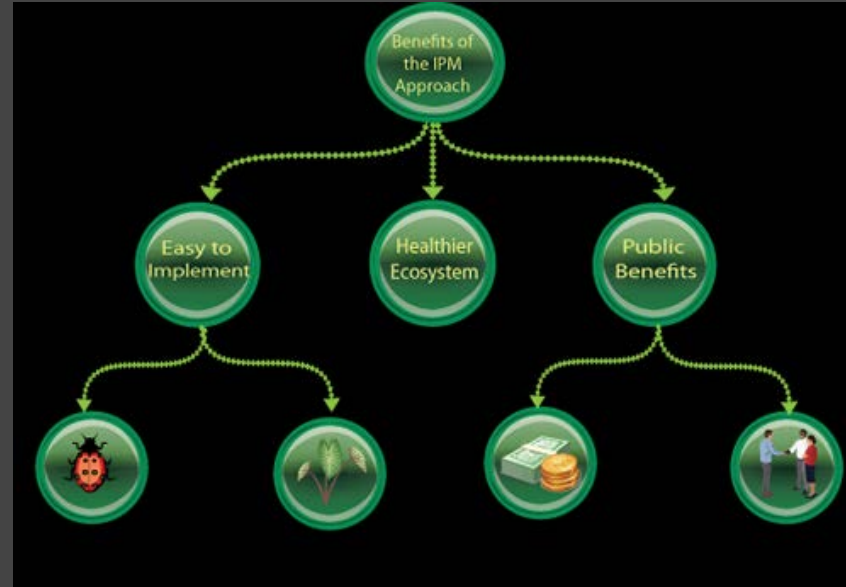 Benefits of
the IPM
Approach
Easy to
Implement
Healthier
Ecosystem
Public
Benefits